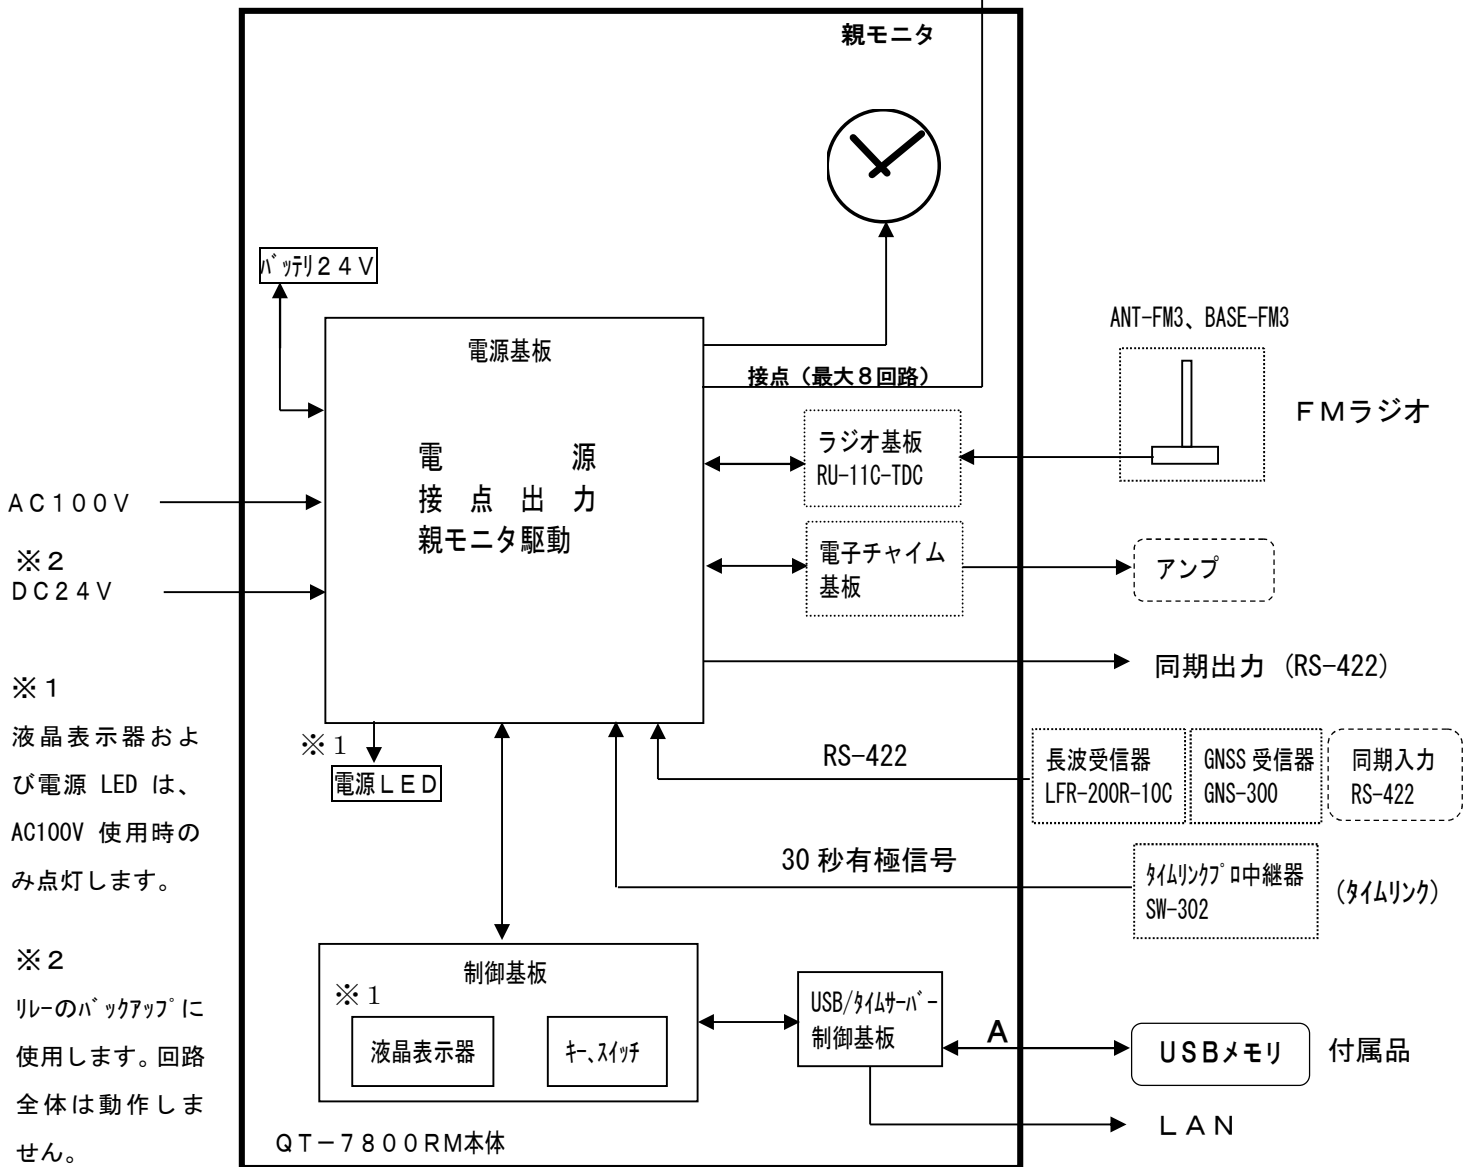 親モニタ
バッテリ24V
電源基板
電源
接点出力
親モニタ駆動
接点(最大8回路)
ANT-FM3、BASE-FM3
FMラジオ
ラジオ基板
RU-11C-TDC
AC100V
※2
DC24V
電子チャイム
基板
アンプ
同期出力 (RS-422)
※1
液晶表示器およ
び電源 LED は、
AC100V 使用時の
み点灯します。
※1
電源LED
RS-422
長波受信器
LFR-200R-10C
GNSS 受信器
GNS-300
同期入力
RS-422
30 秒有極信号
タイムリンクプロ中継器
SW-302
(タイムリンク)
※2
リレーのバックアップに
使用します。回路
全体は動作しま
せん。
制御基板
※1
液晶表示器
キー、スイッチ
USB/タイムサーバー
制御基板
A
USBメモリ
付属品
LAN
QT-7800RM本体